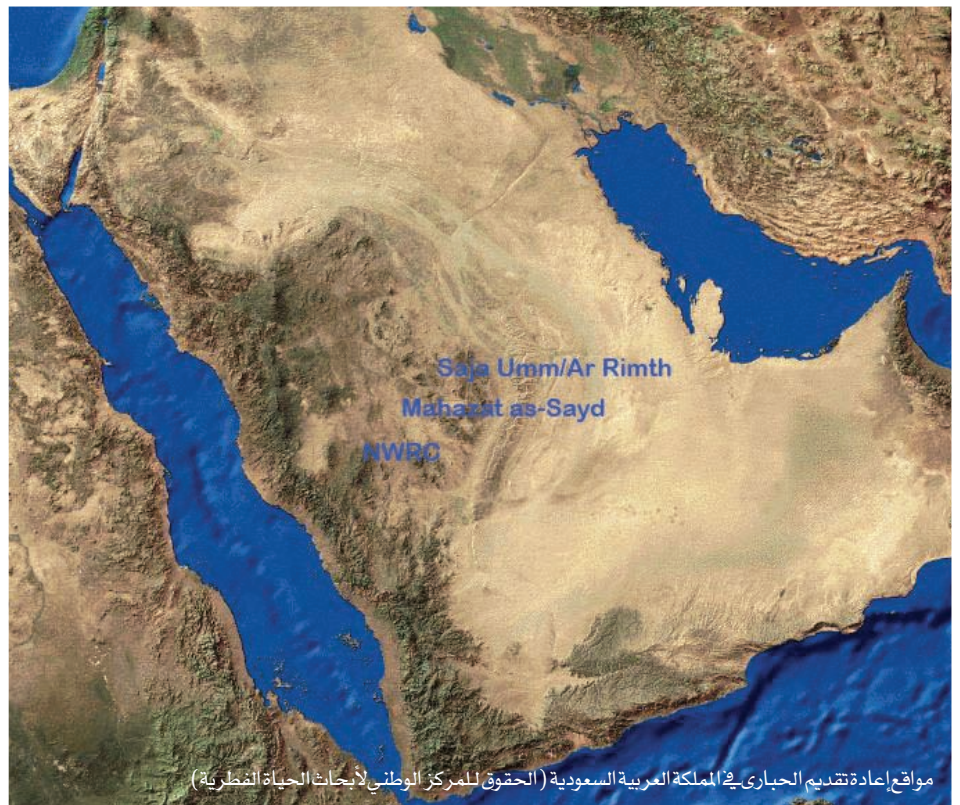 Saja Umm/Ar Rimth
Mahazat as-Sayd
NWRC
مواقع إعادة تقديم الحبارى في المملكة العربية السعودية (الحقوق للمركز الوطني لأبحاث الحياة الفطرية)